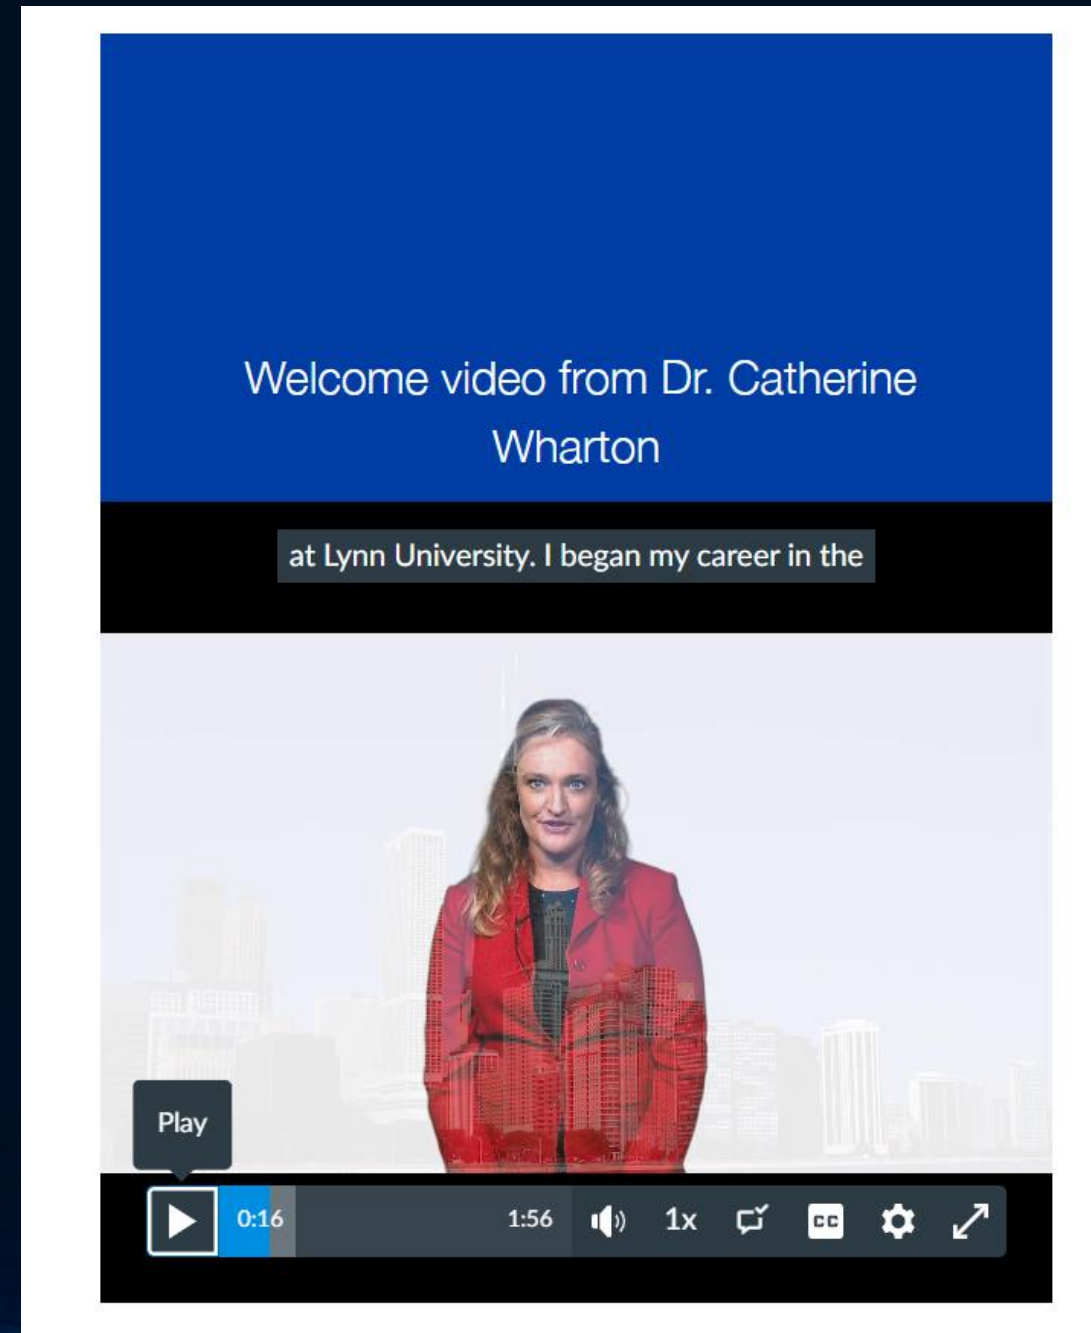 Welcome video from Dr. Catherine
Wharton
at Lynn University. I began my career in the
Play
0:16
1:56
1x
CC